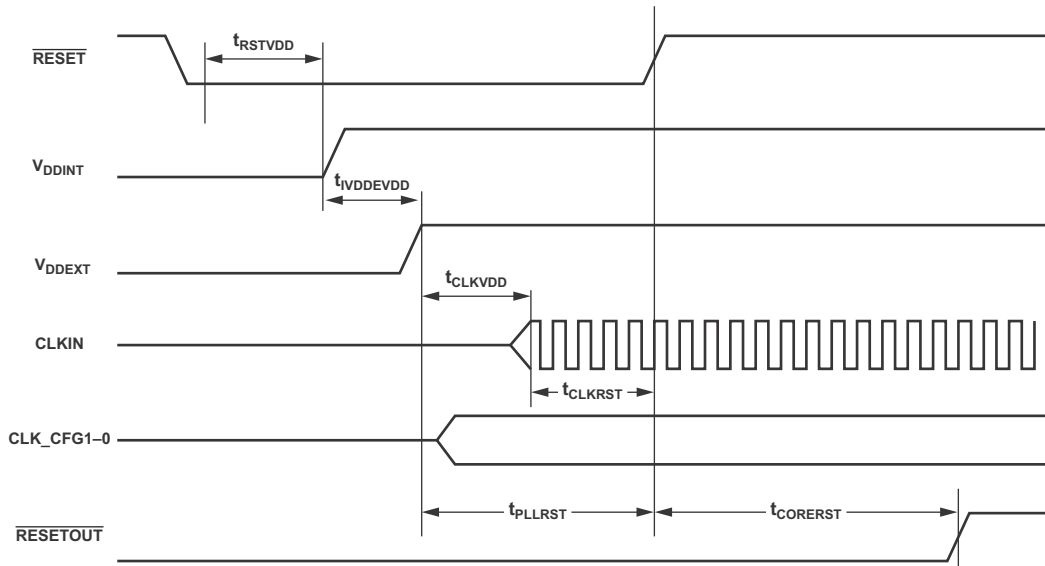 RESET
tRSTVDD
VDDINT
tIVDDEVDD
VDDEXT
tCLKVDD
CLKIN
tCLKRST
CLK_CFG1–0
tPLLRST
tCORERST
RESETOUT